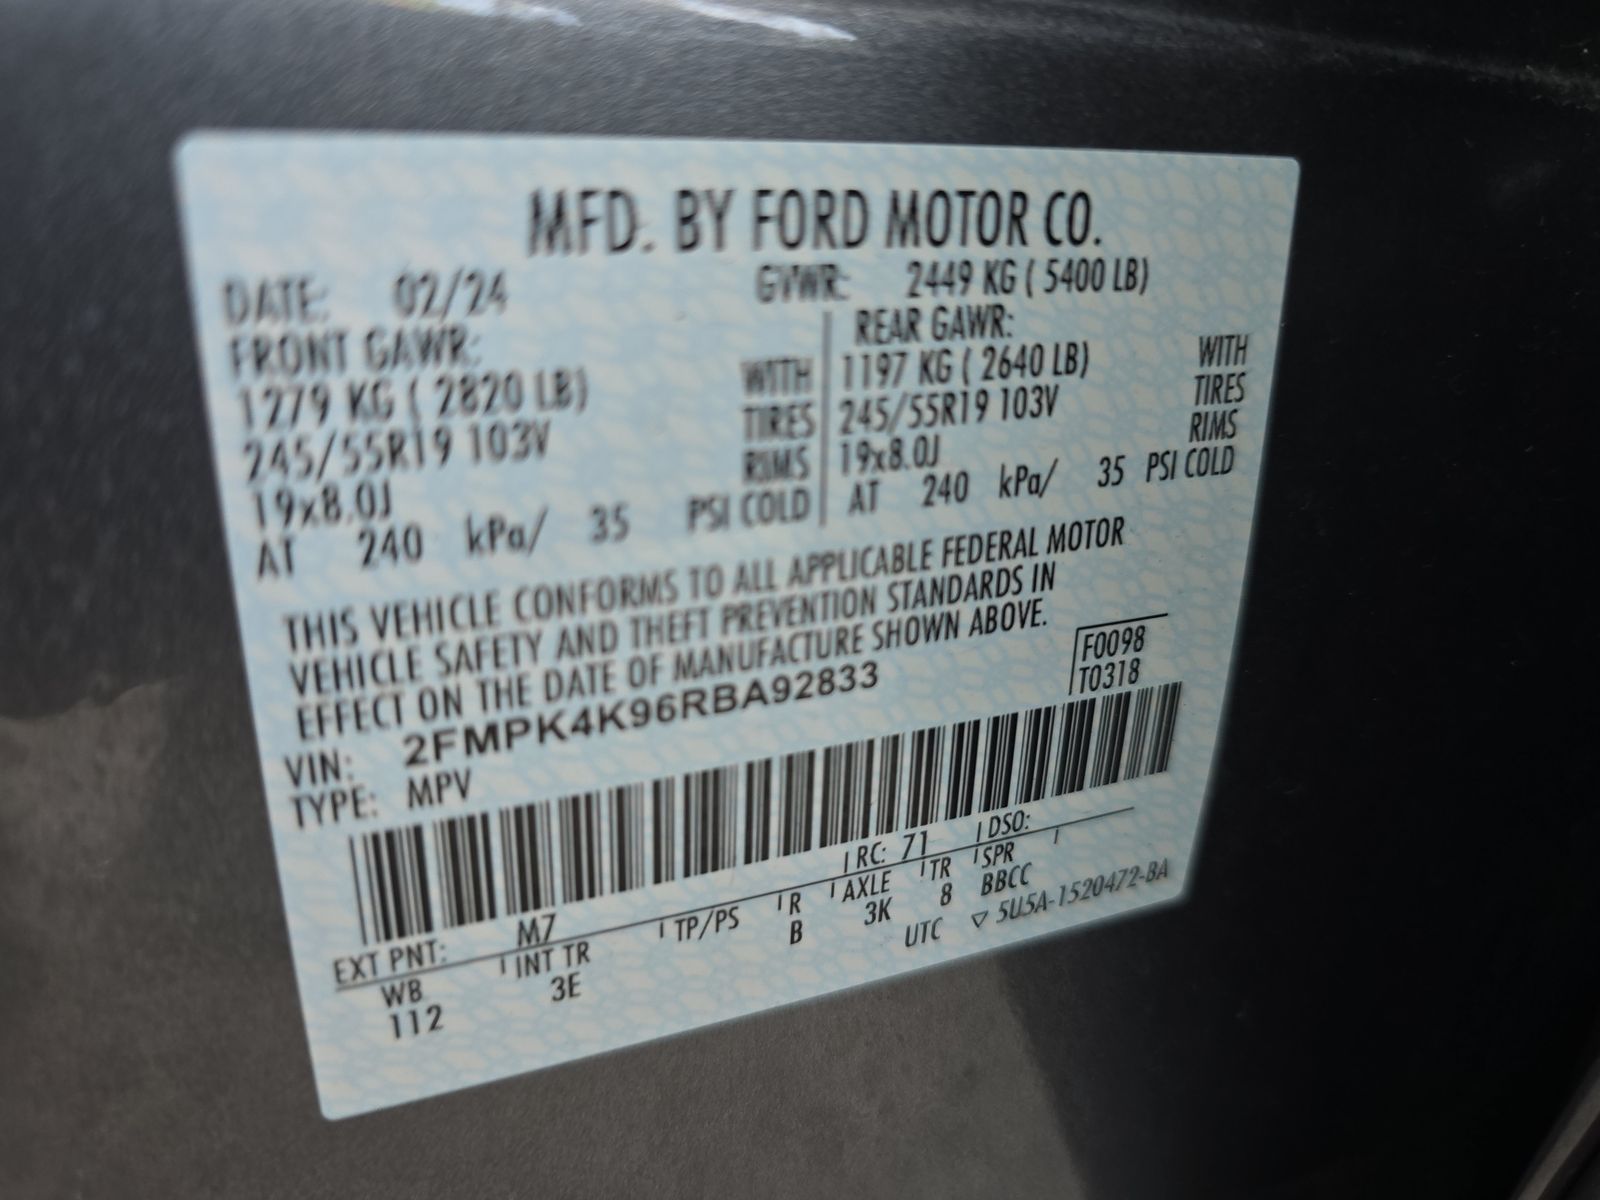 MFD. BY FORD MOTOR CO.
DATE: 02/24 GVWR: 2449 KG ( 5400 LB)
FRONT GAWR: REAR GAWR:
1279 KG ( 2820 LB) WITH 1197 KG ( 2640 LB) WITH
245/55R19 103V TIRES 245/55R19 103V TIRES
19x8.0J RIMS 19x8.0J RIMS
AT 240 kPa/ 35 PSI COLD AT 240 kPa/ 35 PSI COLD
THIS VEHICLE CONFORMS TO ALL APPLICABLE FEDERAL MOTOR
VEHICLE SAFETY AND THEFT PREVENTION STANDARDS IN
EFFECT ON THE DATE OF MANUFACTURE SHOWN ABOVE.
VIN: 2FMPK4K96RBA92833 F0098
TYPE: MPV T0318
EXT PNT: M7 RC: 71 DSO:
WB INT TR TP/PS R AXLE TR SPR
112 3E B 3K 8 BBCC
UTC ▽ 5U5A-1520472-BA